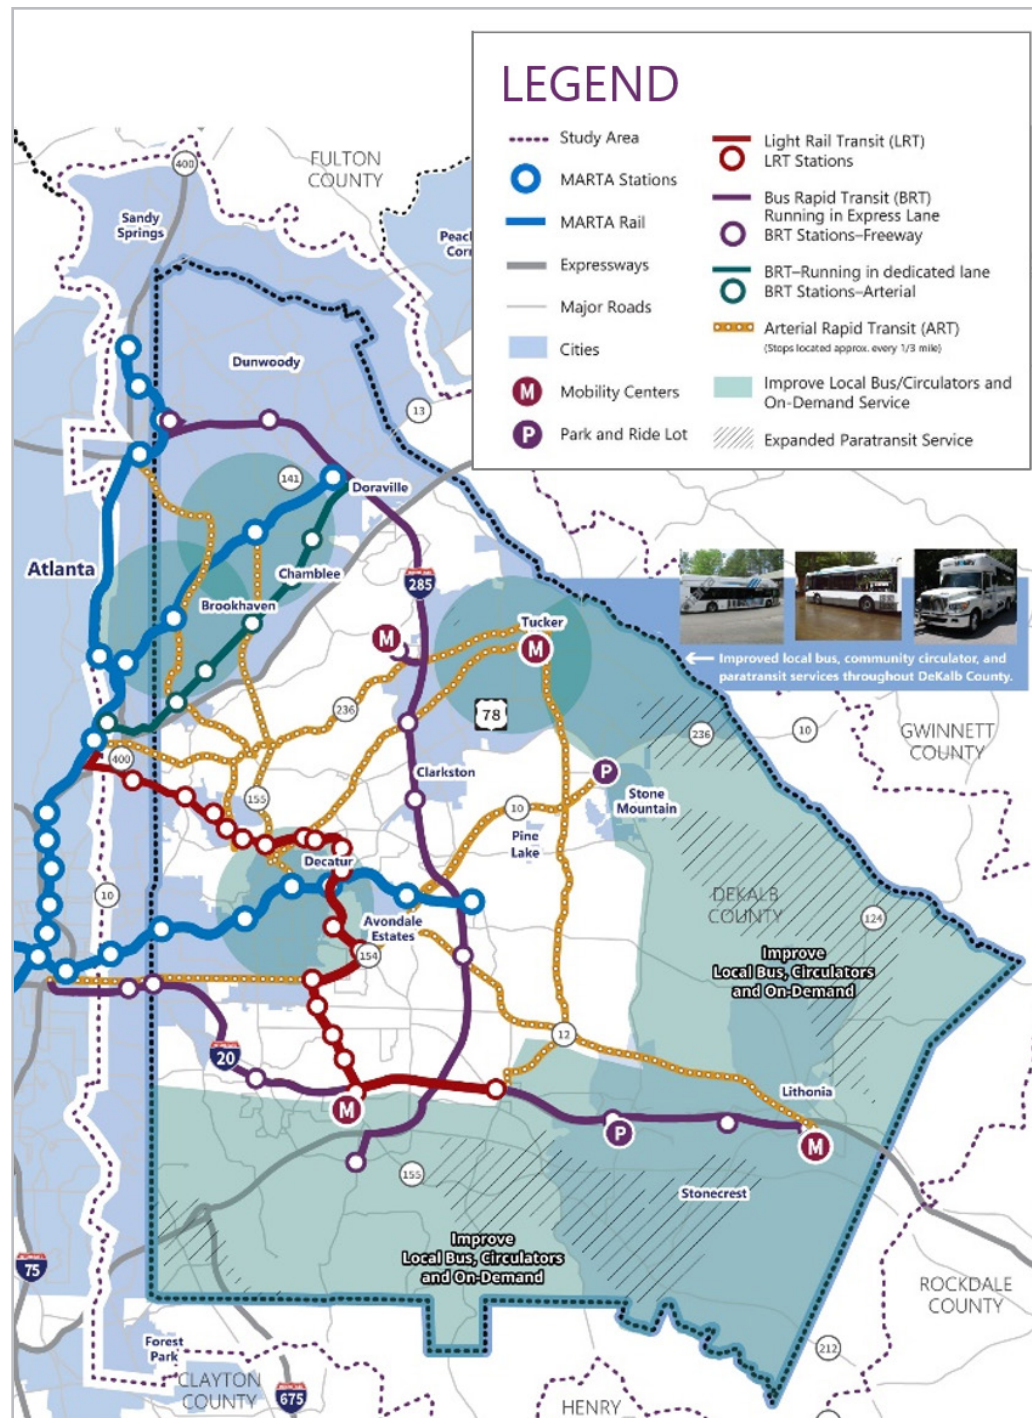 LEGEND
Study Area
MARTA Stations
MARTA Rail
Expressways
Major Roads
Cities
M
Mobility Centers
P
Park and Ride Lot
Light Rail Transit (LRT)
LRT Stations
Bus Rapid Transit (BRT)
Running in Express Lane
BRT Stations–Freeway
BRT–Running in dedicated lane
BRT Stations–Arterial
Arterial Rapid Transit (ART)
(Stops located approx. every 1/3 mile)
Improve Local Bus/Circulators and
On-Demand Service
Expanded Paratransit Service
FULTON
COUNTY
400
Sandy
Springs
Peac
Corn
Dunwoody
13
141
Doraville
Atlanta
Chamblee
285
Brookhaven
Tucker
M
M
Improved local bus, community circulator, and
paratransit services throughout DeKalb County.
236
78
236
10
GWINNETT
COUNTY
400
Clarkston
P
155
Stone
Mountain
10
Pine
Lake
Decatur
10
DEKALB
COUNTY
124
Avondale
Estates
154
Improve
Local Bus, Circulators
and On-Demand
12
20
Lithonia
M
P
M
155
Stonecrest
Improve
Local Bus, Circulators
and On-Demand
75
ROCKDALE
COUNTY
Forest
Park
212
CLAYTON
COUNTY
675
HENRY